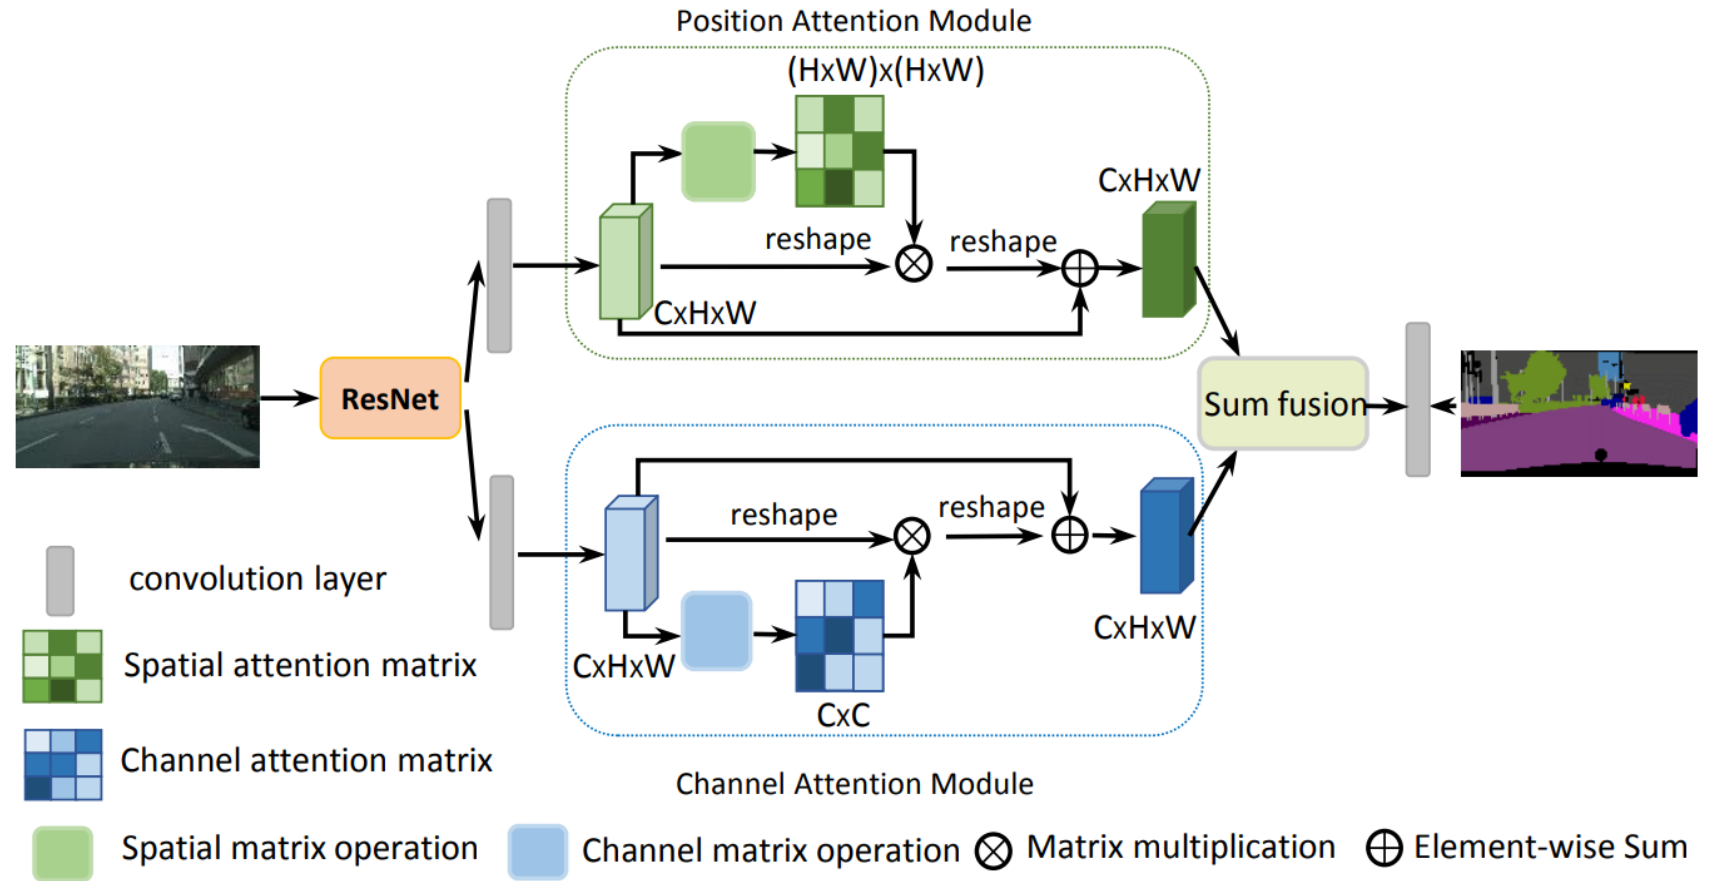 Position Attention Module
(HxW)x(HxW)
CxHxW
reshape
reshape
CxHxW
ResNet
Sum fusion
reshape
reshape
convolution layer
CxHxW
CxHxW
Spatial attention matrix
CxC
Channel attention matrix
Channel Attention Module
Spatial matrix operation
Channel matrix operation
Matrix multiplication
Element-wise Sum